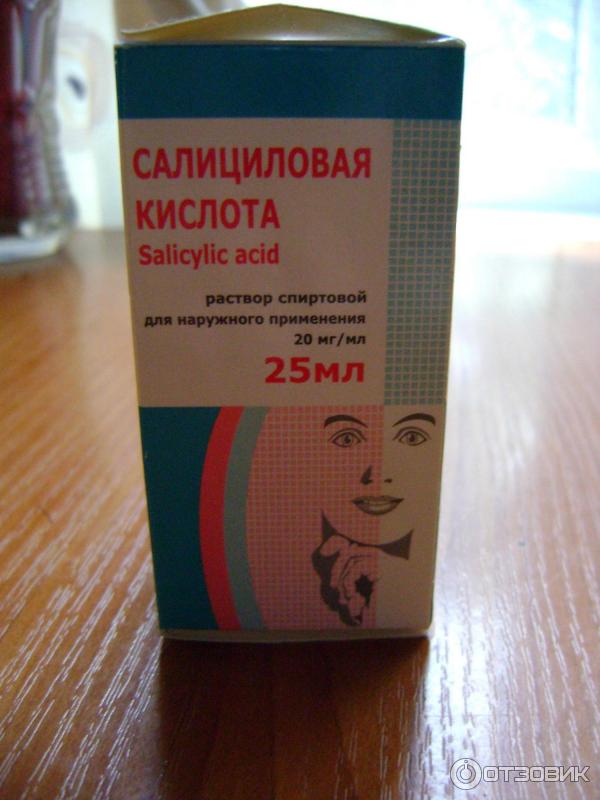 САЛИЦИЛОВАЯ
КИСЛОТА
Salicylic acid
раствор спиртовой
для наружного применения
20 мг/мл
25мл
ОТЗОВИК